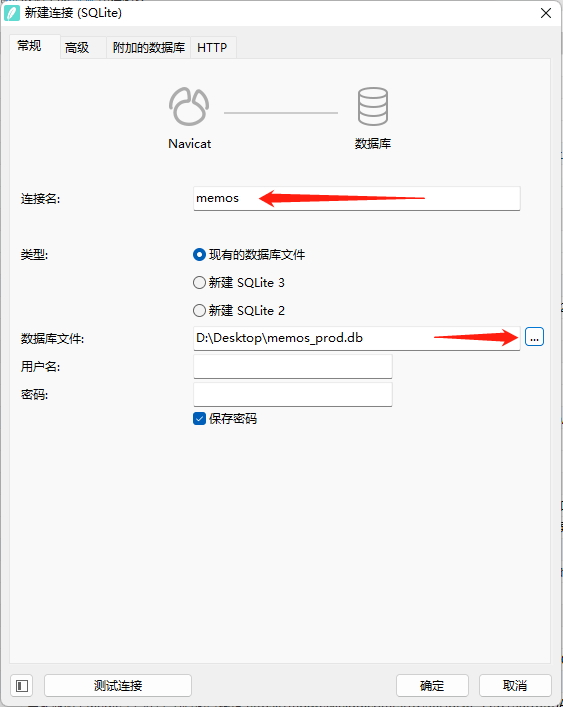 新建连接 (SQLite)
常规 高级 附加的数据库 HTTP
Navicat 数据库
连接名: memos
类型: 现有的数据库文件
新建 SQLite 3
新建 SQLite 2
数据库文件: D:\Desktop\memos_prod.db ...
用户名:
密码:
保存密码
测试连接 确定 取消